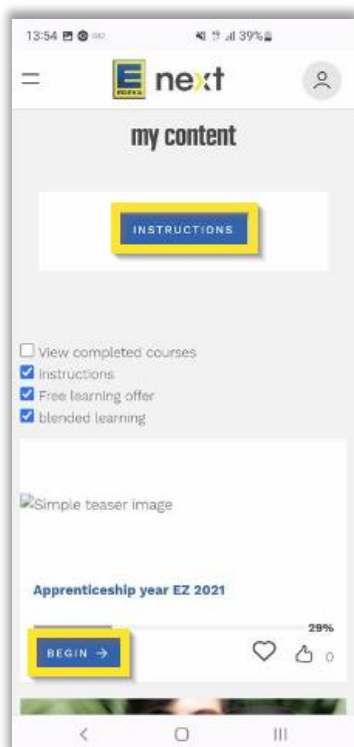 13:54 39%
E next
EDEKA
my content
INSTRUCTIONS
View completed courses
instructions
Free learning offer
blended learning
Simple teaser image
Apprenticeship year EZ 2021
29%
BEGIN →
0